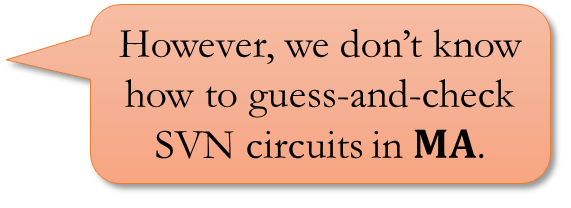 However, we don’t know
how to guess-and-check
SVN circuits in MA.